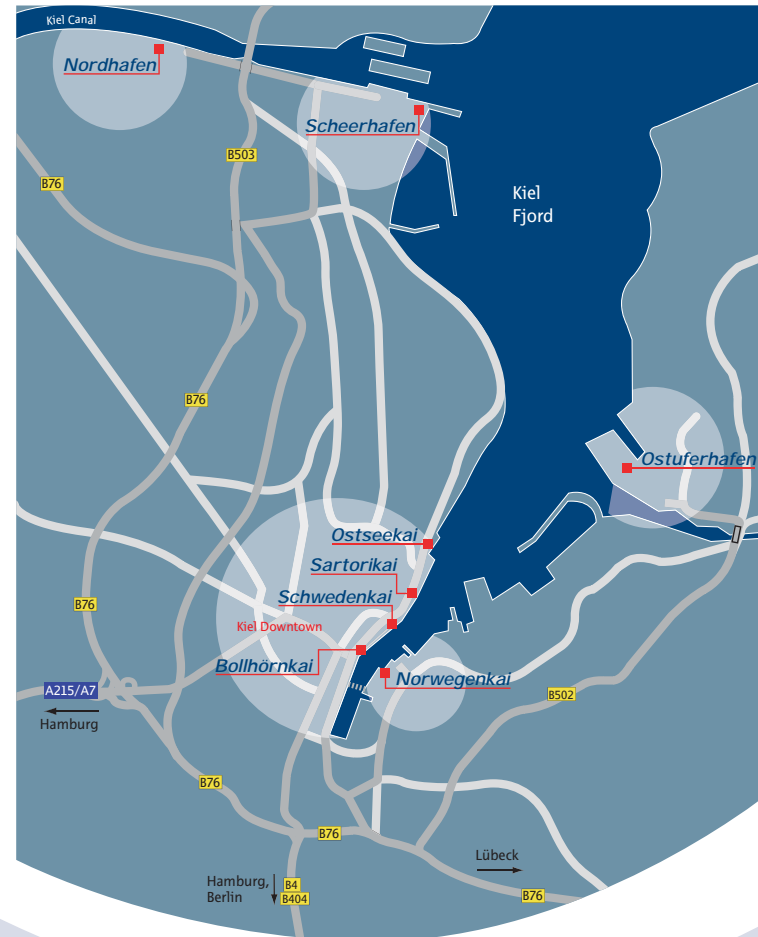 Kiel Canal
Nordhafen
Scheerhafen
B503
B76
Kiel
Fjord
B76
Ostuferhafen
Ostseekai
Sartorikai
Schwedenkai
B76
Kiel Downtown
Bollhörnkai
Norwegenkai
A215/A7
B502
Hamburg
B76
B76
Lübeck
Hamburg,
Berlin
B4
B404
B76